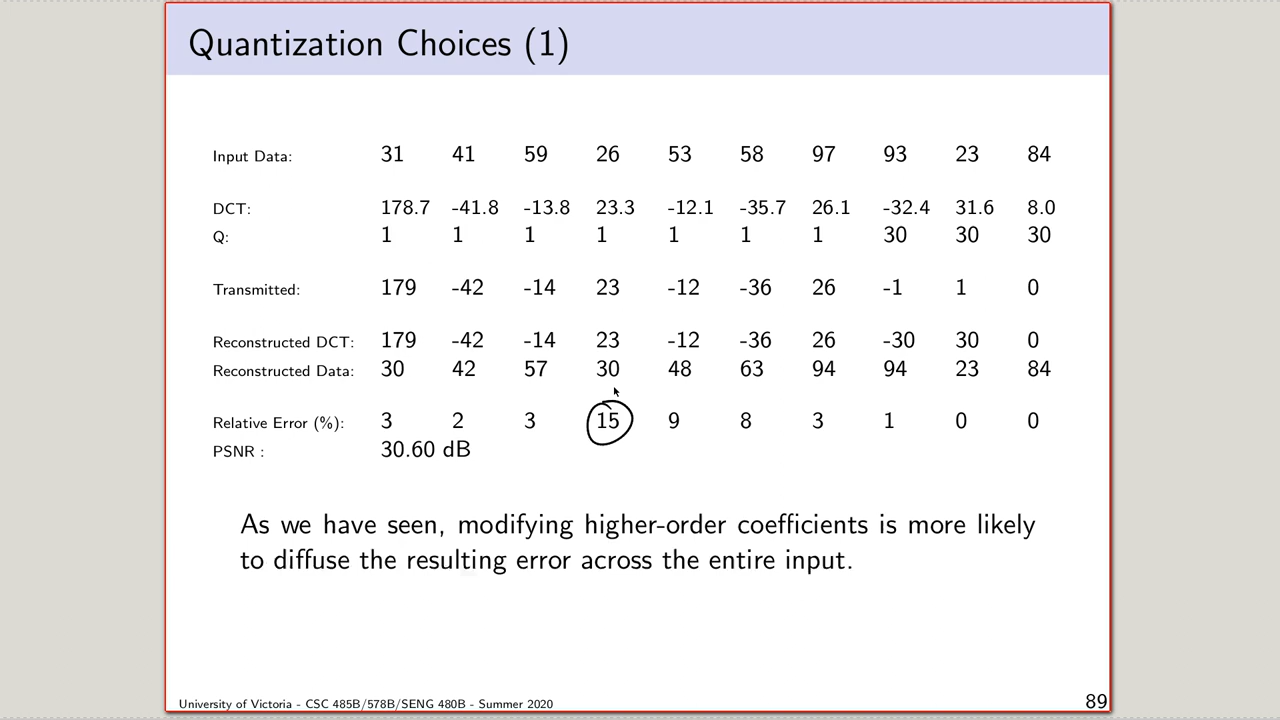 Quantization Choices (1)
Input Data: 31 41 59 26 53 58 97 93 23 84
DCT: 178.7 -41.8 -13.8 23.3 -12.1 -35.7 26.1 -32.4 31.6 8.0
Q: 1 1 1 1 1 1 1 30 30 30
Transmitted: 179 -42 -14 23 -12 -36 26 -1 1 0
Reconstructed DCT: 179 -42 -14 23 -12 -36 26 -30 30 0
Reconstructed Data: 30 42 57 30 48 63 94 94 23 84
Relative Error (%): 3 2 3 15 9 8 3 1 0 0
PSNR : 30.60 dB
As we have seen, modifying higher-order coefficients is more likely
to diffuse the resulting error across the entire input.
University of Victoria - CSC 485B/578B/SENG 480B - Summer 2020 89